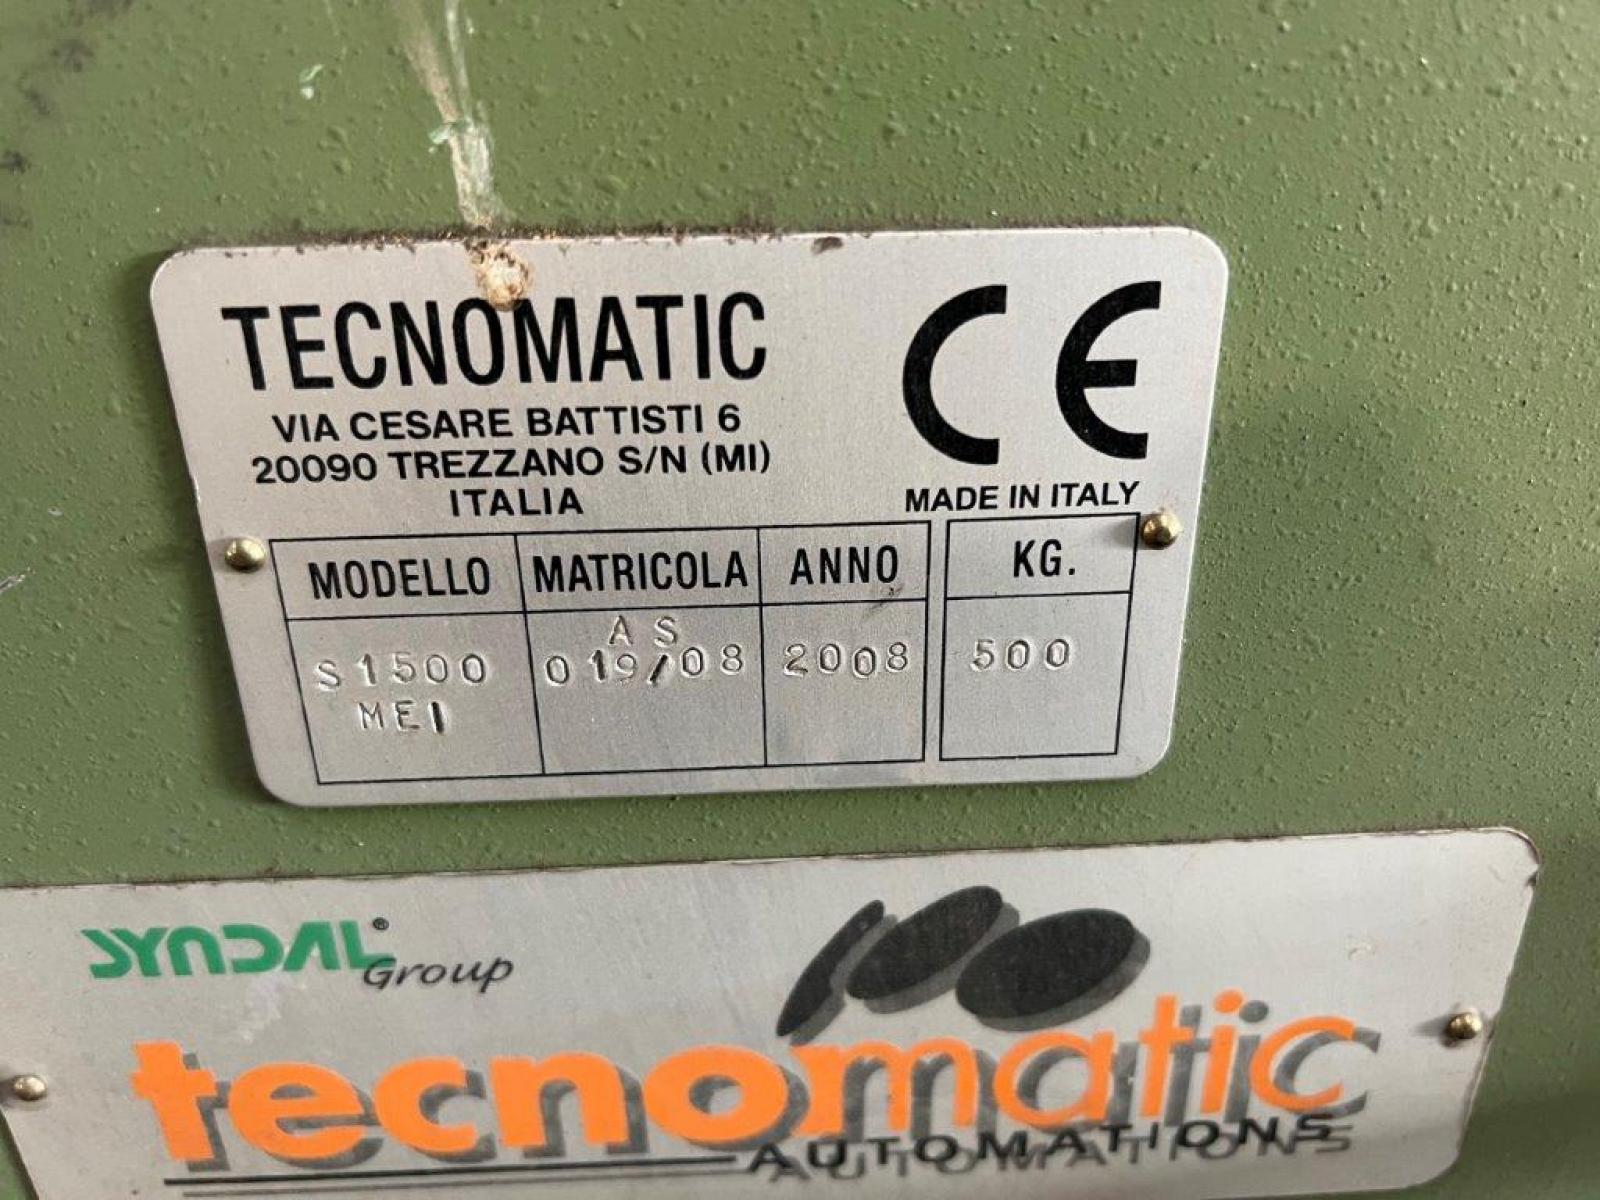 TECNOMATIC
VIA CESARE BATTISTI 6
20090 TREZZANO S/N (MI)
ITALIA
CE
MADE IN ITALY
MODELLO MATRICOLA ANNO KG.
AS
S1500 019/08 2008 500
MEI
SYNDAL®
Group
tecnomatic
AUTOMATIONS